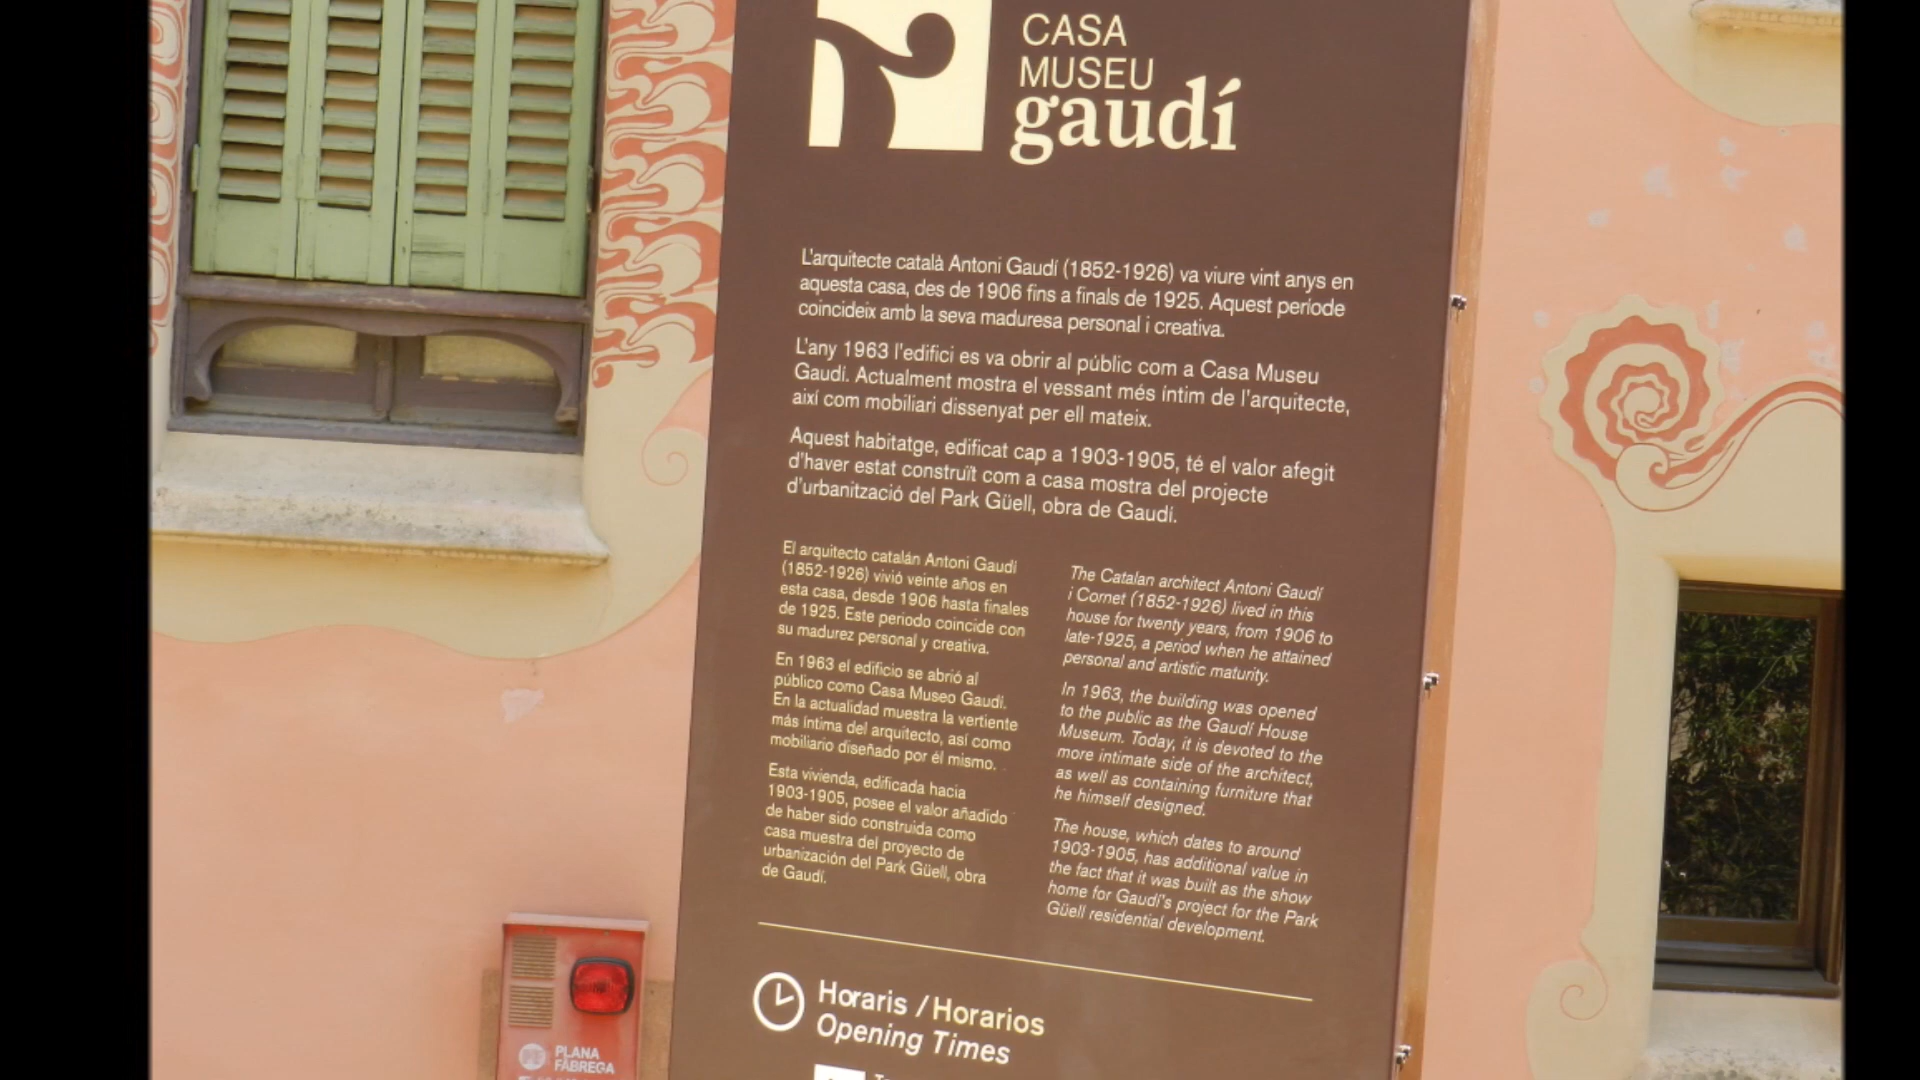 CASA
MUSEU
gaudí
L'arquitecte català Antoni Gaudí (1852-1926) va viure vint anys en
aquesta casa, des de 1906 fins a finals de 1925. Aquest període
coincideix amb la seva maduresa personal i creativa.
L'any 1963 l'edifici es va obrir al públic com a Casa Museu
Gaudí. Actualment mostra el vessant més íntim de l'arquitecte,
així com mobiliari dissenyat per ell mateix.
Aquest habitatge, edificat cap a 1903-1905, té el valor afegit
d'haver estat construït com a casa mostra del projecte
d'urbanització del Park Güell, obra de Gaudí.
El arquitecto catalán Antoni Gaudí
(1852-1926) vivió veinte años en
esta casa, desde 1906 hasta finales
de 1925. Este periodo coincide con
su madurez personal y creativa.
En 1963 el edificio se abrió al
público como Casa Museo Gaudí.
En la actualidad muestra la vertiente
más íntima del arquitecto, así como
mobiliario diseñado por él mismo.
Esta vivienda, edificada hacia
1903-1905, posee el valor añadido
de haber sido construida como
casa muestra del proyecto de
urbanización del Park Güell, obra
de Gaudí.
The Catalan architect Antoni Gaudí
i Cornet (1852-1926) lived in this
house for twenty years, from 1906 to
late-1925, a period when he attained
personal and artistic maturity.
In 1963, the building was opened
to the public as the Gaudí House
Museum. Today, it is devoted to the
more intimate side of the architect,
as well as containing furniture that
he himself designed.
The house, which dates to around
1903-1905, has additional value in
the fact that it was built as the show
home for Gaudí's project for the Park
Güell residential development.
Horaris / Horarios
Opening Times
PF PLANA
FÀBREGA